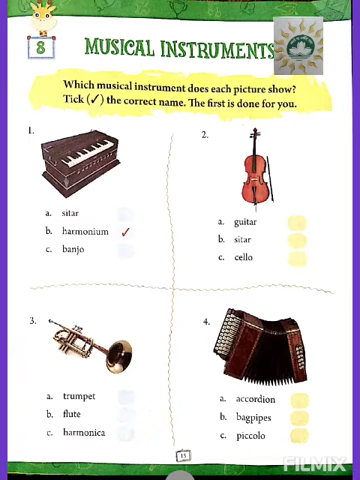 8
MUSICAL INSTRUMENTS
Which musical instrument does each picture show?
Tick (✓) the correct name. The first is done for you.
1.
a. sitar
b. harmonium ✓
c. banjo
2.
a. guitar
b. sitar
c. cello
3.
a. trumpet
b. flute
c. harmonica
4.
a. accordion
b. bagpipes
c. piccolo
15
FILMIX